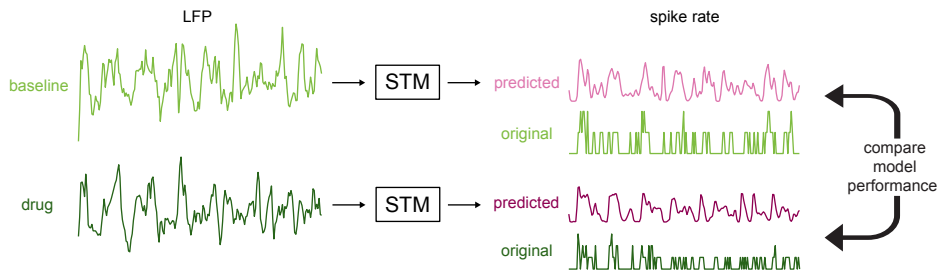 LFP
spike rate
baseline
STM
predicted
original
compare
model
performance
drug
STM
predicted
original